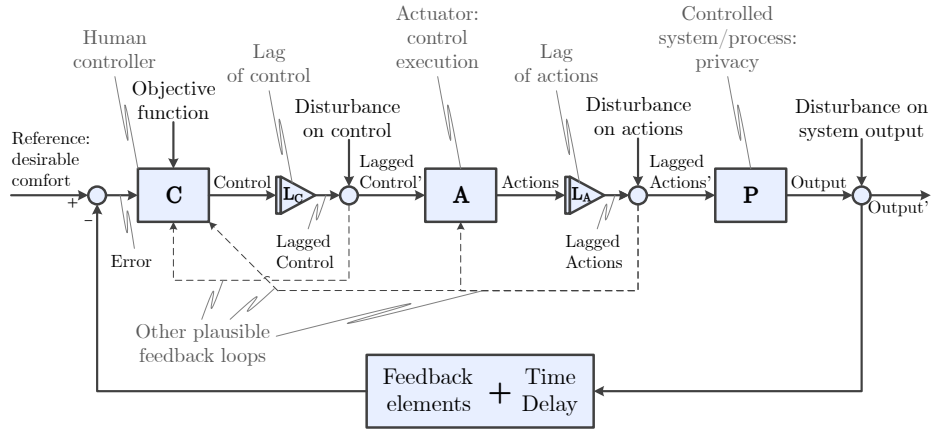 Actuator:
control
execution
Controlled
system/process:
privacy
Human
controller
Lag
of control
Lag
of actions
Objective
function
Disturbance
on control
Disturbance
on actions
Disturbance on
system output
Reference:
desirable
comfort
+
−
C
Control
L_C
Lagged
Control'
A
Actions
L_A
Lagged
Actions'
P
Output
Output'
Error
Lagged
Control
Lagged
Actions
Other plausible
feedback loops
Feedback
elements
+
Time
Delay